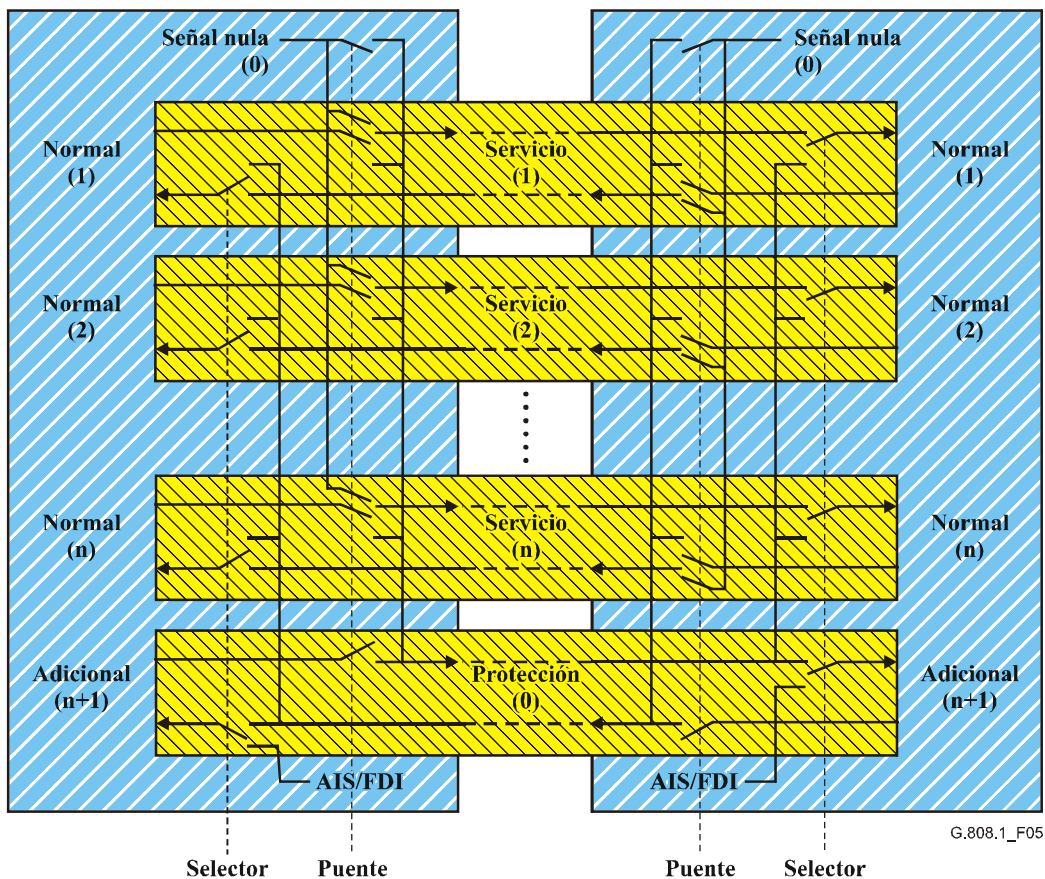 Señal nula
(0)
Señal nula
(0)
Normal
(1)
Servicio
(1)
Normal
(1)
Normal
(2)
Servicio
(2)
Normal
(2)
Normal
(n)
Servicio
(n)
Normal
(n)
Adicional
(n+1)
Protección
(0)
Adicional
(n+1)
AIS/FDI
AIS/FDI
G.808.1_F05
Selector
Puente
Puente
Selector